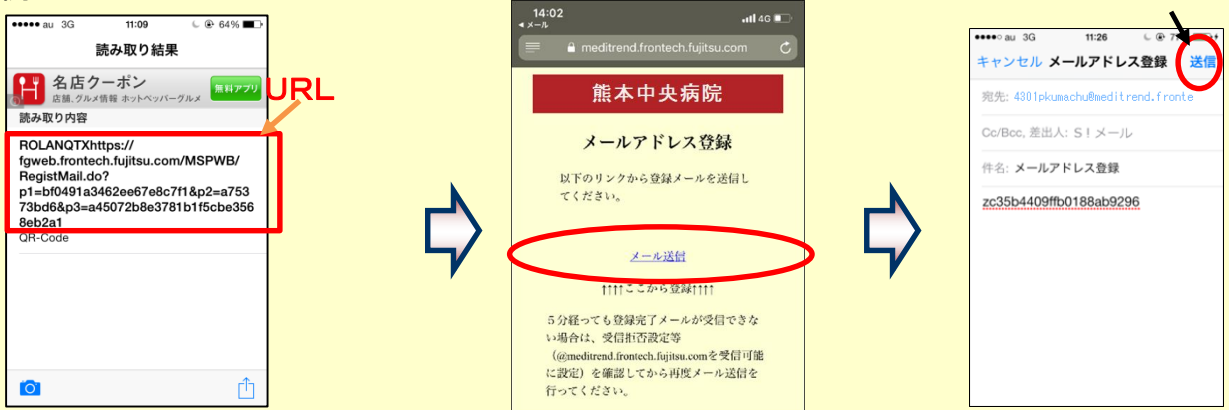 ●●●●● au 3G 11:09 64%
読み取り結果
名店クーポン
店舗,グルメ情報 ホットペッパーグルメ
無料アプリ
URL
読み取り内容
ROLANQTXhttps://
fgweb.frontech.fujitsu.com/MSPWB/
RegistMail.do?
p1=bf0491a3462ee67e8c7f1&p2=a753
73bd6&p3=a45072b8e3781b1f5cbe356
8eb2a1
QR-Code
14:02
◀メール
4G
meditrend.frontech.fujitsu.com
熊本中央病院
メールアドレス登録
以下のリンクから登録メールを送信し
てください。
メール送信
↑↑↑↑ここから登録↑↑↑↑
5分経っても登録完了メールが受信できな
い場合は、受信拒否設定等
(@meditrend.frontech.fujitsu.comを受信可能
に設定)を確認してから再度メール送信を
行ってください。
●●●●○ au 3G 11:26
キャンセル メールアドレス登録 送信
宛先: 4301pkumachu@meditrend.fronte
Cc/Bcc, 差出人: S!メール
件名: メールアドレス登録
zc35b4409ffb0188ab9296